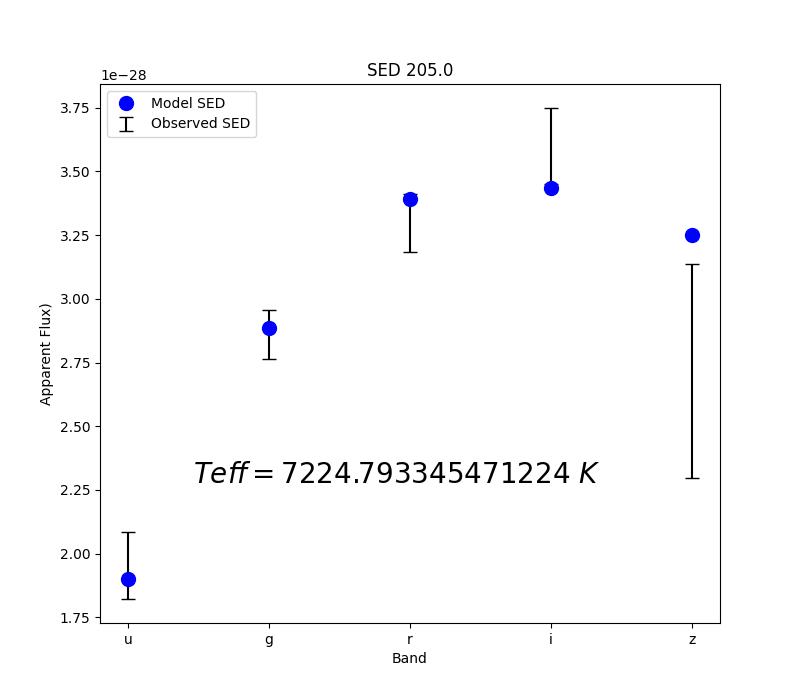 SED 205.0
1e−28
Model SED
Observed SED
3.75
3.50
3.25
3.00
2.75
2.50
2.25
2.00
1.75
Apparent Flux)
Teff = 7224.793345471224 K
u g r i z
Band